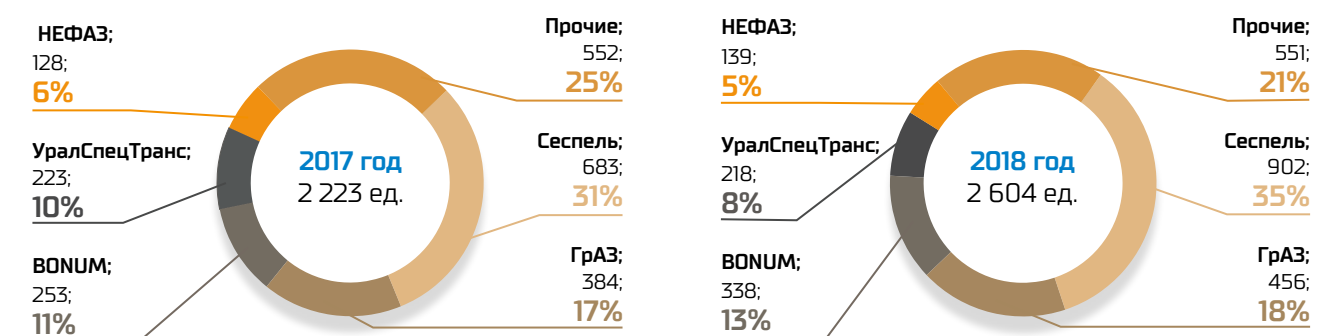 НЕФАЗ;
128;
6%
УралСпецТранс;
223;
10%
BONUM;
253;
11%
2017 год
2 223 ед.
Прочие;
552;
25%
Сеспель;
683;
31%
ГрАЗ;
384;
17%
НЕФАЗ;
139;
5%
УралСпецТранс;
218;
8%
BONUM;
338;
13%
2018 год
2 604 ед.
Прочие;
551;
21%
Сеспель;
902;
35%
ГрАЗ;
456;
18%